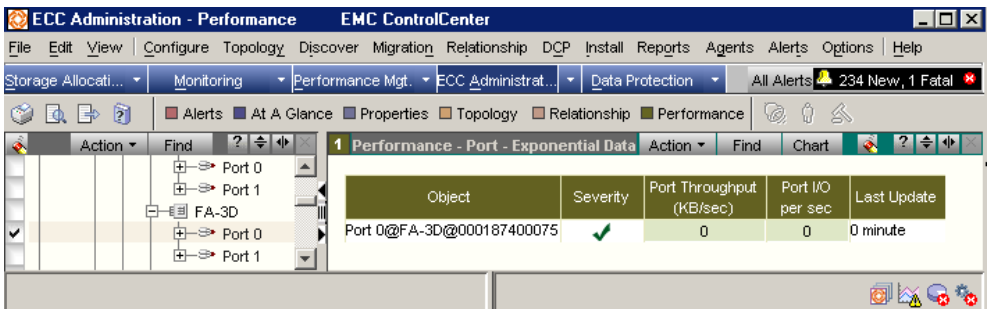 ECC Administration - Performance EMC ControlCenter
File Edit View Configure Topology Discover Migration Relationship DCP Install Reports Agents Alerts Options Help
Storage Allocati... Monitoring Performance Mgt. ECC Administrat... Data Protection All Alerts 234 New, 1 Fatal
Alerts At A Glance Properties Topology Relationship Performance
Action Find ? 1 Performance - Port - Exponential Data Action Find Chart ?
Port 0
Port 1
FA-3D
Port 0
Port 1
Object Severity Port Throughput (KB/sec) Port I/O per sec Last Update
Port 0@FA-3D@000187400075 0 0 0 minute